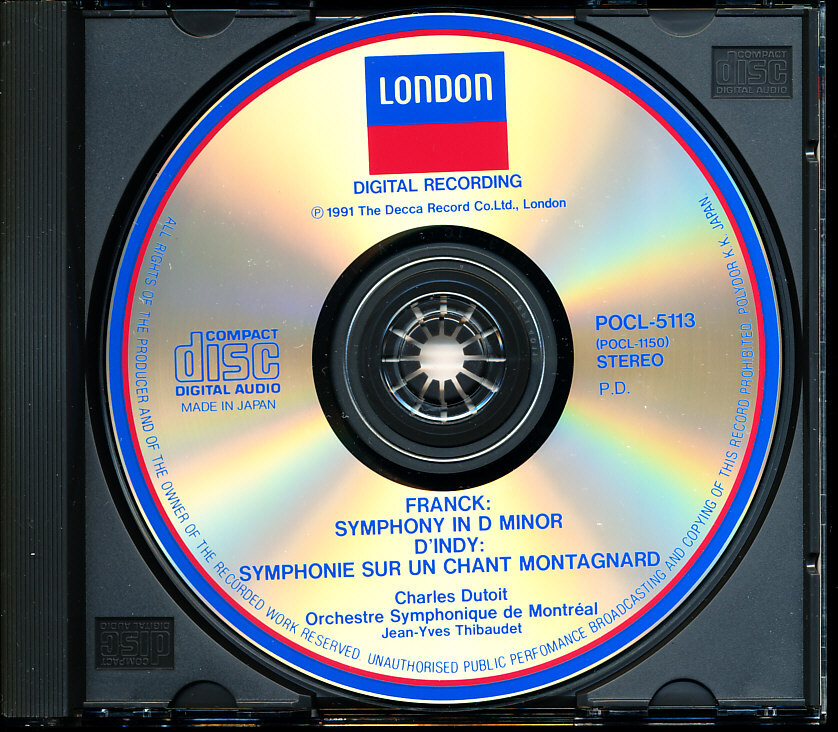 COMPACT
disc
DIGITAL AUDIO
LONDON
DIGITAL RECORDING
Ⓟ 1991 The Decca Record Co.Ltd., London
COMPACT
disc
DIGITAL AUDIO
MADE IN JAPAN
POCL-5113
(POCL-1150)
STEREO
P.D.
FRANCK:
SYMPHONY IN D MINOR
D'INDY:
SYMPHONIE SUR UN CHANT MONTAGNARD
Charles Dutoit
Orchestre Symphonique de Montréal
Jean-Yves Thibaudet
ALL RIGHTS OF THE PRODUCER AND OF THE OWNER OF THE RECORDED WORK RESERVED. UNAUTHORISED PUBLIC PERFOMANCE BROADCASTING AND COPYING OF THIS RECORD PROHIBITED. POLYDOR K.K. JAPAN.
COMPACT
disc
DIGITAL AUDIO